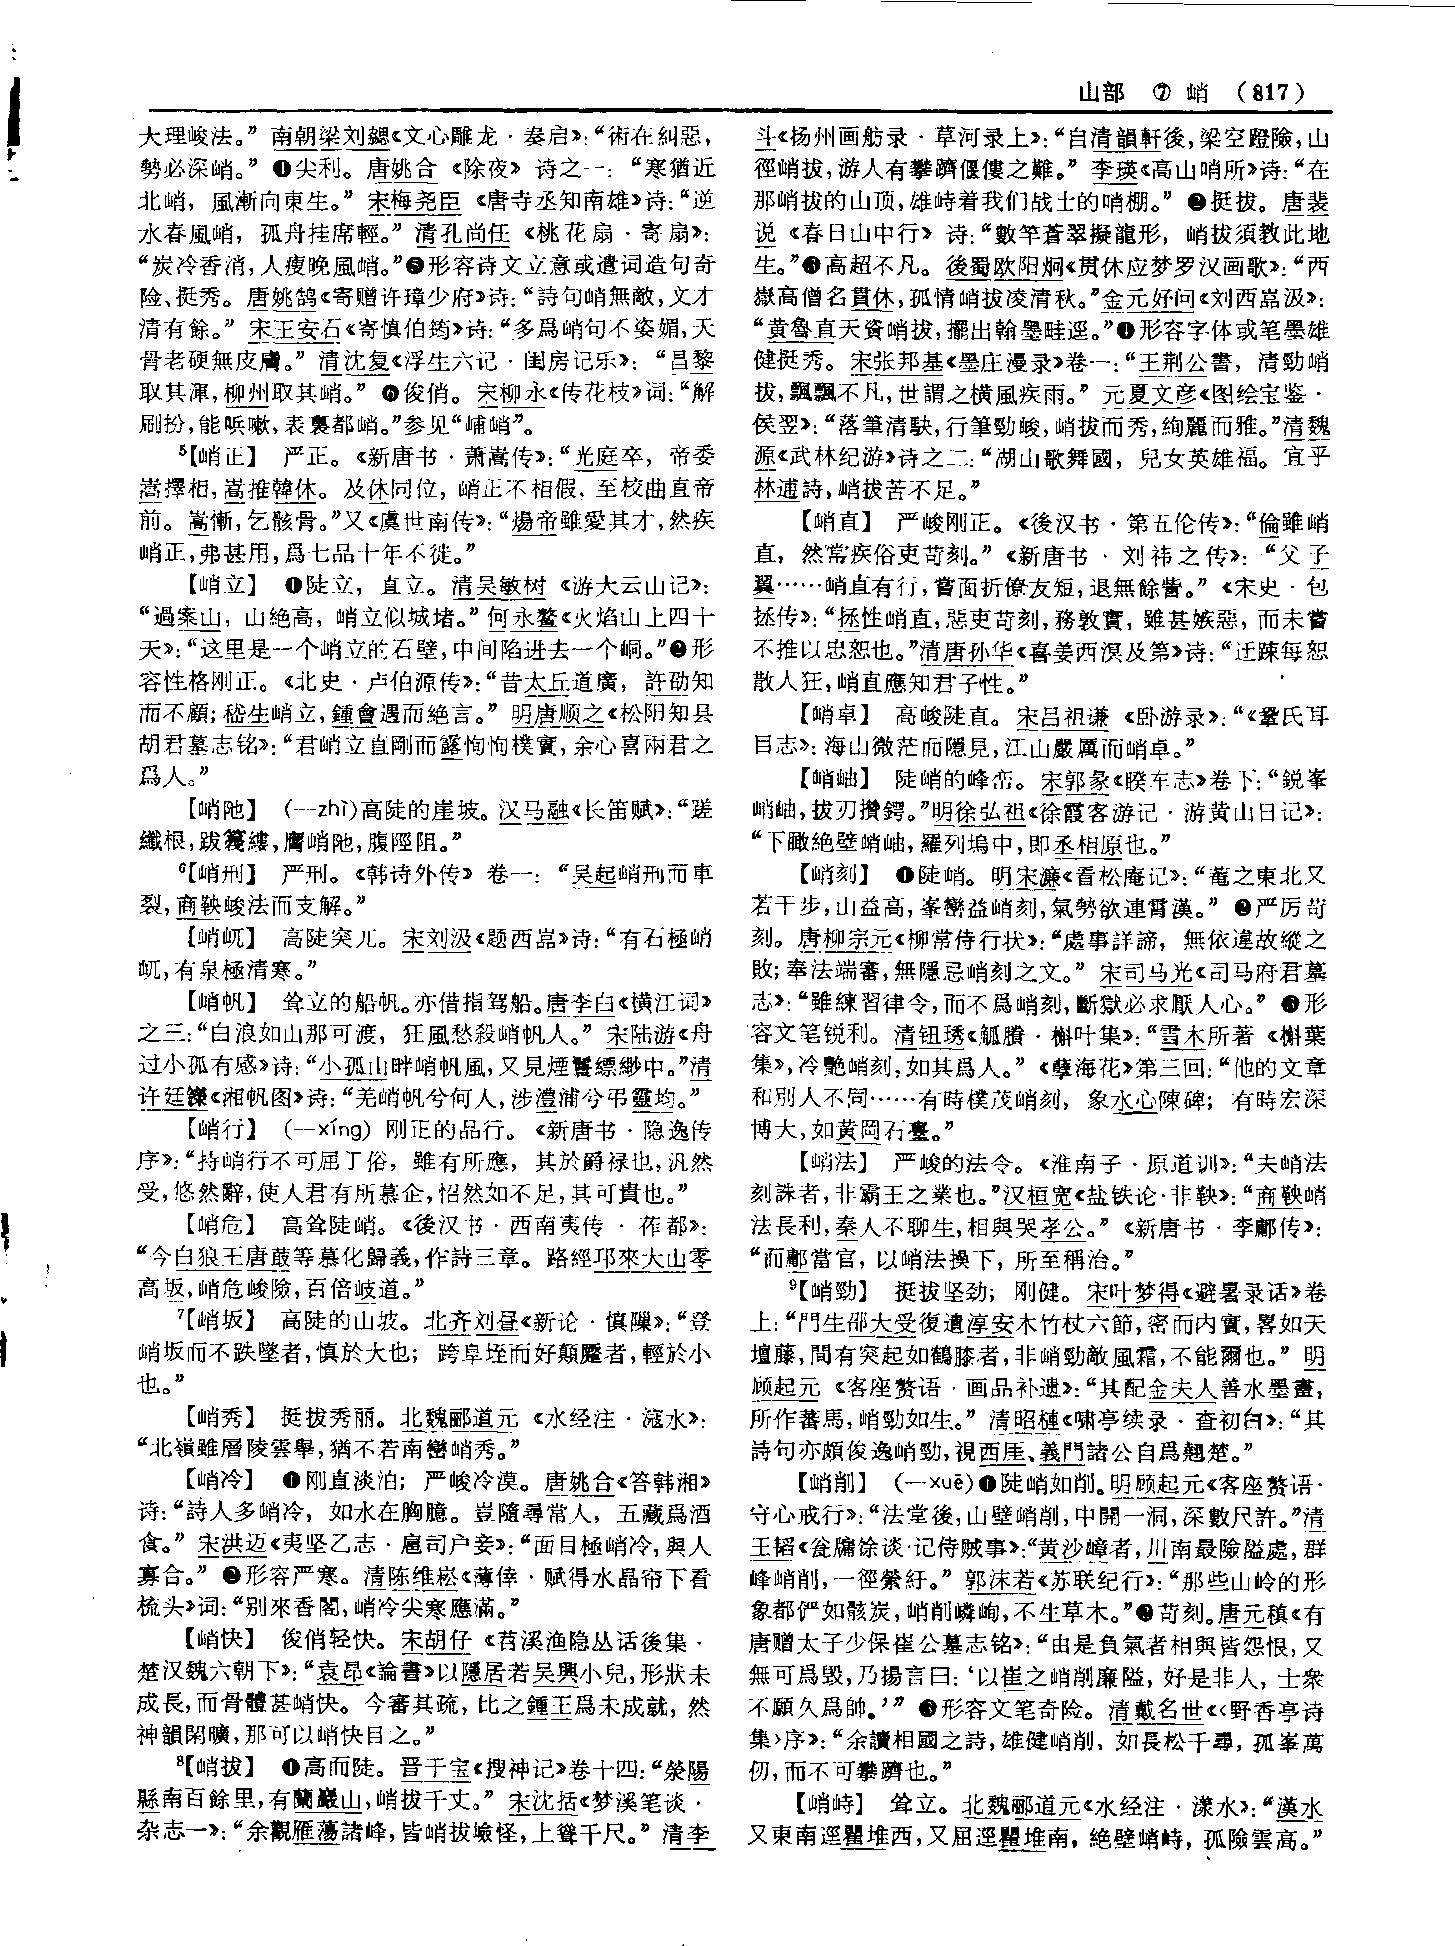 山部 ⑦ 峭 （817）
大理峻法。”南朝梁刘勰《文心雕龙·奏启》：“術在糾惡，
勢必深峭。”❹尖利。唐姚合《除夜》诗之一：“寒猶近
北峭，風漸向東生。”宋梅尧臣《唐寺丞知南雄》诗：“逆
水春風峭，孤舟挂席輕。”清孔尚任《桃花扇·寄扇》：
“炭冷香消，人瘦晚風峭。”❺形容诗文立意或遣词造句奇
险、挺秀。唐姚鹄《寄赠许璋少府》诗：“詩句峭無敵，文才
清有餘。”宋王安石《寄慎伯筠》诗：“多爲峭句不姿媚，天
骨老硬無皮膚。”清沈复《浮生六记·闺房记乐》：“昌黎
取其渾，柳州取其峭。”❻俊俏。宋柳永《传花枝》词：“解
刷扮，能㕭嗽，表裏都峭。”参见“峬峭”。
5【峭正】 严正。《新唐书·萧嵩传》：“光庭卒，帝委
嵩擇相，嵩推韓休。及休同位，峭正不相假，至校曲直帝
前。嵩慚，乞骸骨。”又《虞世南传》：“煬帝雖愛其才，然疾
峭正，弗甚用，爲七品十年不徙。”
【峭立】 ❶陡立，直立。清吴敏树《游大云山记》：
“過案山，山绝高，峭立似城堵。”何永鳌《火焰山上四十
天》：“这里是一个峭立的石壁，中间陷进去一个峒。”❷形
容性格刚正。《北史·卢伯源传》：“昔太丘道廣，許劭知
而不顧；嵇生峭立，鍾會遇而絶言。”明唐顺之《松阳知县
胡君墓志铭》：“君峭立自剛而露恂恂樸實，余心喜兩君之
爲人。”
【峭阤】 （—zhì）高陡的崖坡。汉马融《长笛赋》：“蹉
纖根，跋篾縷，膺峭阤，腹陘阻。”
6【峭刑】 严刑。《韩诗外传》卷一：“吴起峭刑而車
裂，商鞅峻法而支解。”
【峭屼】 高陡突兀。宋刘汲《题西嵓》诗：“有石極峭
屼，有泉極清寒。”
【峭帆】 耸立的船帆。亦借指驾船。唐李白《横江词》
之三：“白浪如山那可渡，狂風愁殺峭帆人。”宋陆游《舟
过小孤有感》诗：“小孤山畔峭帆風，又見煙鬟縹緲中。”清
许廷鑅《湘帆图》诗：“羌峭帆兮何人，涉澧浦兮弔靈均。”
【峭行】 （—xíng）刚正的品行。《新唐书·隐逸传
序》：“持峭行不可屈于俗，雖有所應，其於爵禄也，汎然
受，悠然辭，使人君有所慕企，怊然如不足，其可貴也。”
【峭危】 高耸陡峭。《後汉书·西南夷传·莋都》：
“今白狼王唐菆等慕化歸義，作詩三章。路經邛來大山零
高坂，峭危峻險，百倍岐道。”
7【峭坂】 高陡的山坡。北齐刘昼《新论·慎隟》：“登
峭坂而不跌墜者，慎於大也；跨阜垤而好顛躓者，輕於小
也。”
【峭秀】 挺拔秀丽。北魏郦道元《水经注·滱水》：
“北嶺雖層陵雲舉，猶不若南巒峭秀。”
【峭冷】 ❶刚直淡泊；严峻冷漠。唐姚合《答韩湘》
诗：“詩人多峭冷，如水在胸臆。豈隨尋常人，五藏爲酒
食。”宋洪迈《夷坚乙志·扈司户妾》：“面目極峭冷，與人
寡合。”❷形容严寒。清陈维崧《薄倖·赋得水晶帘下看
梳头》词：“别來香閣，峭冷尖寒應滿。”
【峭快】 俊俏轻快。宋胡仔《苕溪渔隐丛话後集·
楚汉魏六朝下》：“袁昂《論書》以隱居若吴興小兒，形狀未
成長，而骨體甚峭快。今審其疏，比之鍾王爲未成就，然
神韻閑曠，那可以峭快目之。”
8【峭拔】 ❶高而陡。晋干宝《搜神记》卷十四：“滎陽
縣南百餘里，有蘭巖山，峭拔千丈。”宋沈括《梦溪笔谈·
杂志一》：“余觀雁蕩諸峰，皆峭拔嶮怪，上聳千尺。”清李
斗《扬州画舫录·草河录上》：“自清韻軒後，梁空蹬險，山
徑峭拔，游人有攀躋偃僂之難。”李瑛《高山哨所》诗：“在
那峭拔的山顶，雄峙着我们战士的哨棚。”❷挺拔。唐裴
说《春日山中行》诗：“數竿蒼翠擬龍形，峭拔須教此地
生。”❸高超不凡。後蜀欧阳炯《贯休应梦罗汉画歌》：“西
嶽高僧名貫休，孤情峭拔凌清秋。”金元好问《刘西嵓汲》：
“黄魯直天資峭拔，擺出翰墨畦逕。”❹形容字体或笔墨雄
健挺秀。宋张邦基《墨庄漫录》卷一：“王荆公書，清勁峭
拔，飄飄不凡，世謂之横風疾雨。”元夏文彦《图绘宝鉴·
侯翌》：“落筆清駃，行筆勁峻，峭拔而秀，絢麗而雅。”清魏
源《武林纪游》诗之二：“湖山歌舞國，兒女英雄福。宜乎
林逋詩，峭拔苦不足。”
【峭直】 严峻刚正。《後汉书·第五伦传》：“倫雖峭
直，然常疾俗吏苛刻。”《新唐书·刘祎之传》：“父子
翼……峭直有行，嘗面折僚友短，退無餘訾。”《宋史·包
拯传》：“拯性峭直，惡吏苛刻，務敦實，雖甚嫉惡，而未嘗
不推以忠恕也。”清唐孙华《喜姜西溟及第》诗：“迂踈每恕
散人狂，峭直應知君子性。”
【峭卓】 高峻陡直。宋吕祖谦《卧游录》：“《鞏氏耳
目志》：海山微茫而隱見，江山嚴厲而峭卓。”
【峭岫】 陡峭的峰峦。宋郭彖《睽车志》卷下：“鋭峯
峭岫，拔刃攢鍔。”明徐弘祖《徐霞客游记·游黄山日记》：
“下瞰絶壁峭岫，羅列塢中，即丞相原也。”
【峭刻】 ❶陡峭。明宋濂《看松庵记》：“菴之東北又
若干步，山益高，峯巒益峭刻，氣勢欲連霄漢。”❷严厉苛
刻。唐柳宗元《柳常侍行状》：“處事詳諦，無依違故縱之
敗；奉法端審，無隱忌峭刻之文。”宋司马光《司马府君墓
志》：“雖練習律令，而不爲峭刻，斷獄必求厭人心。”❸形
容文笔锐利。清钮琇《觚賸·槲叶集》：“雪木所著《槲葉
集》，冷艷峭刻，如其爲人。”《孽海花》第三回：“他的文章
和别人不同……有時樸茂峭刻，象水心陳碑；有時宏深
博大，如黄岡石臺。”
【峭法】 严峻的法令。《淮南子·原道训》：“夫峭法
刻誅者，非霸王之業也。”汉桓宽《盐铁论·非鞅》：“商鞅峭
法長利，秦人不聊生，相與哭孝公。”《新唐书·李鄘传》：
“而鄘當官，以峭法操下，所至稱治。”
9【峭勁】 挺拔坚劲；刚健。宋叶梦得《避暑录话》卷
上：“門生邵大受復遺淳安木竹杖六節，密而内實，畧如天
壇藤，間有突起如鶴膝者，非峭勁敵風霜，不能爾也。”明
顾起元《客座赘语·画品补遗》：“其配金夫人善水墨畫，
所作蕃馬，峭勁如生。”清昭槤《啸亭续录·查初白》：“其
詩句亦頗俊逸峭勁，視西厓、義門諸公自爲翹楚。”
【峭削】 （—xuē）❶陡峭如削。明顾起元《客座赘语·
守心戒行》：“法堂後，山壁峭削，中開一洞，深數尺許。”清
王韬《瓮牖馀谈·记侍贼事》：“黄沙嶂者，川南最險隘處，群
峰峭削，一徑縈紆。”郭沫若《苏联纪行》：“那些山岭的形
象都俨如骸炭，峭削嶙峋，不生草木。”❷苛刻。唐元稹《有
唐赠太子少保崔公墓志铭》：“由是負氣者相與皆怨恨，又
無可爲毁，乃揚言曰：‘以崔之峭削廉隘，好是非人，士衆
不願久爲帥。’”❸形容文笔奇险。清戴名世《〈野香亭诗
集〉序》：“余讀相國之詩，雄健峭削，如長松千尋，孤峯萬
仞，而不可攀躋也。”
【峭峙】 耸立。北魏郦道元《水经注·漾水》：“漢水
又東南逕瞿堆西，又屈逕瞿堆南，絶壁峭峙，孤險雲高。”